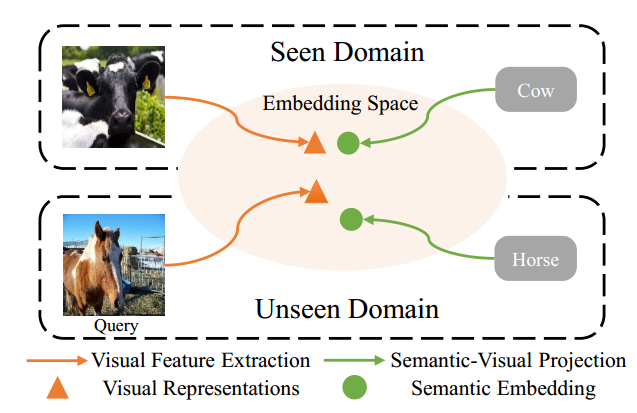 Seen Domain
Embedding Space
Cow
Horse
Unseen Domain
Query
Visual Feature Extraction
Semantic-Visual Projection
Visual Representations
Semantic Embedding